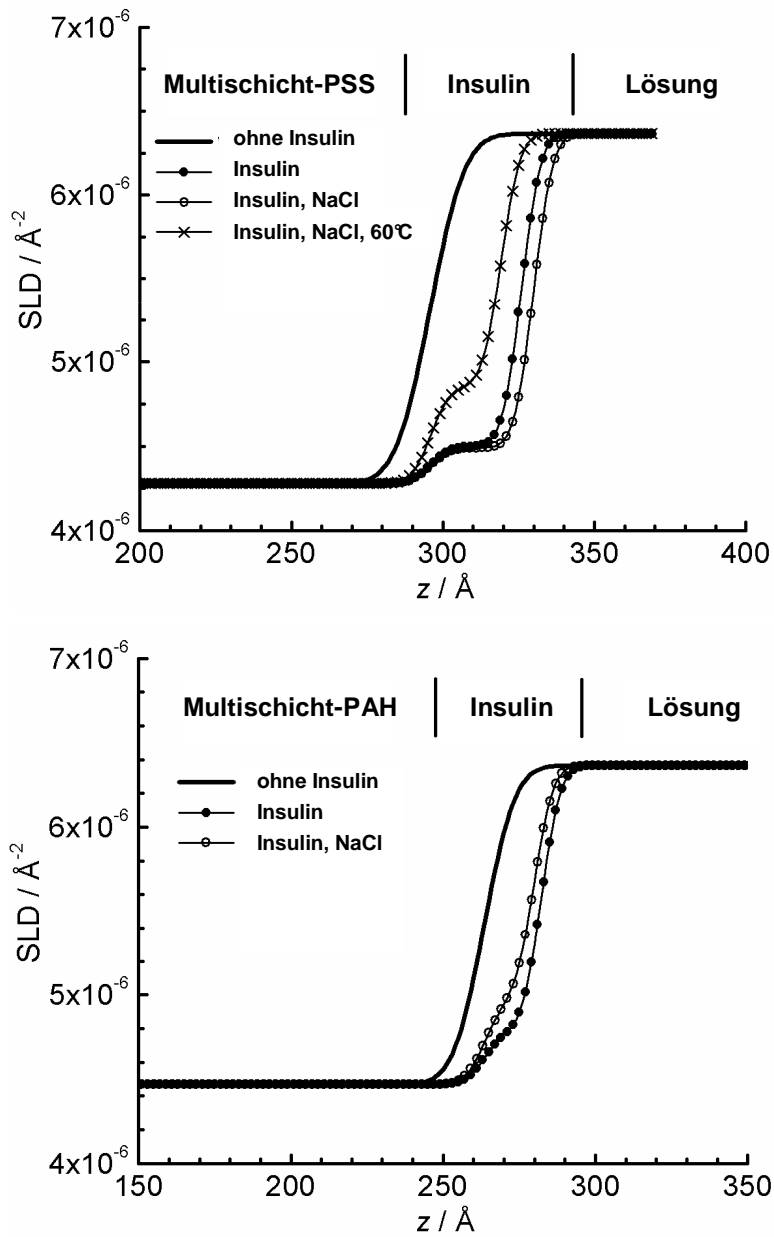 7x10-6
Multischicht-PSS Insulin Lösung
ohne Insulin
Insulin
Insulin, NaCl
Insulin, NaCl, 60°C
6x10-6
5x10-6
4x10-6
SLD / Å-2
200 250 300 350 400
z / Å
7x10-6
Multischicht-PAH Insulin Lösung
ohne Insulin
Insulin
Insulin, NaCl
6x10-6
5x10-6
4x10-6
SLD / Å-2
150 200 250 300 350
z / Å